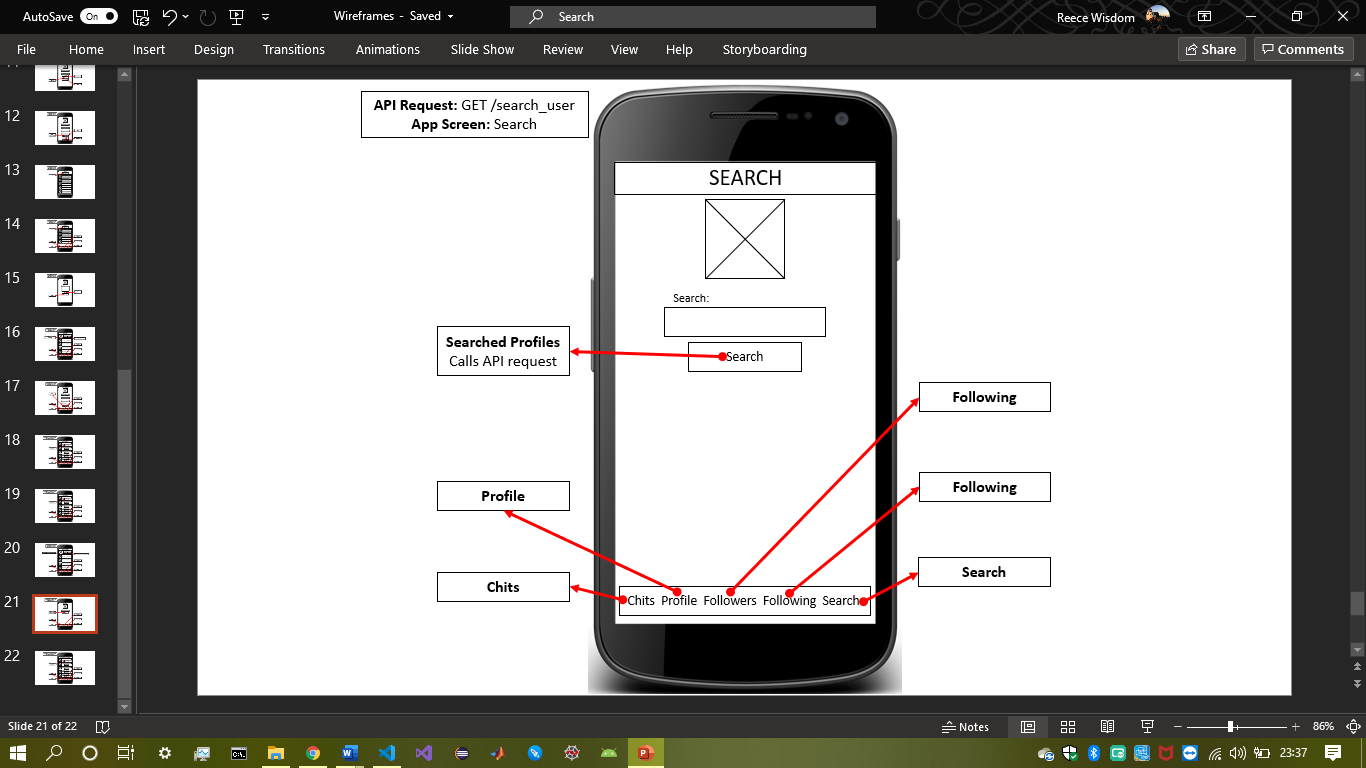 AutoSave On Wireframes - Saved Search Reece Wisdom
File Home Insert Design Transitions Animations Slide Show Review View Help Storyboarding Share Comments
12
13
14
15
16
17
18
19
20
21
22
API Request: GET /search_user
App Screen: Search
SEARCH
Search:
Searched Profiles
Calls API request
Search
Following
Profile
Following
Chits
Search
Chits Profile Followers Following Search
Slide 21 of 22 Notes 86%
23:37